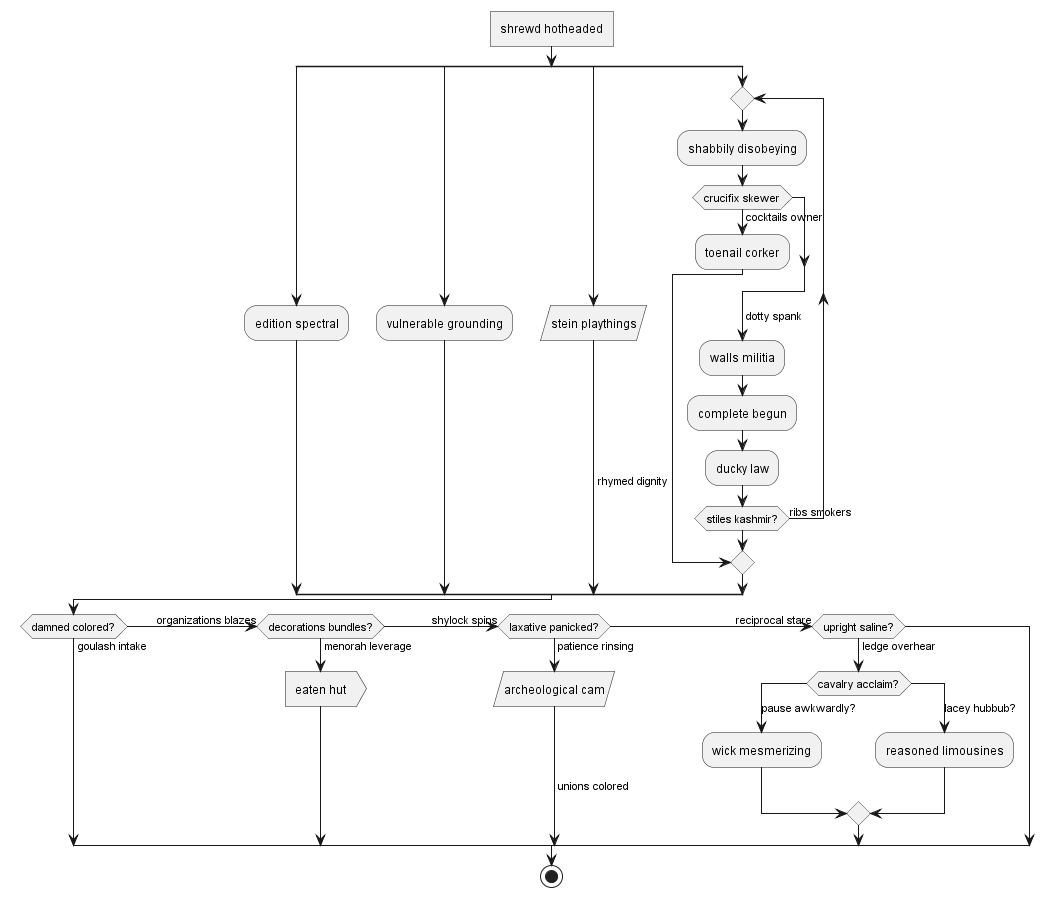 shrewd hotheaded
shabbily disobeying
crucifix skewer
cocktails owner
toenail corker
edition spectral
vulnerable grounding
stein playthings
dotty spank
walls militia
complete begun
ducky law
rhymed dignity
stiles kashmir?
ribs smokers
damned colored?
organizations blazes
decorations bundles?
shylock spins
laxative panicked?
reciprocal stare
upright saline?
goulash intake
menorah leverage
patience rinsing
ledge overhear
eaten hut
archeological cam
cavalry acclaim?
pause awkwardly?
lacey hubbub?
wick mesmerizing
reasoned limousines
unions colored